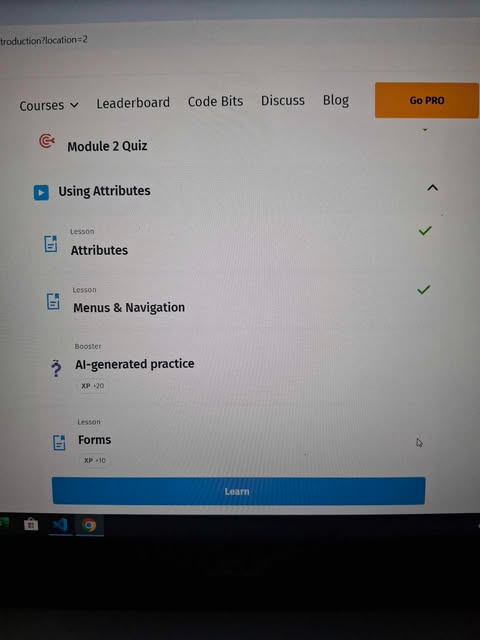 troduction?location=2
Courses Leaderboard Code Bits Discuss Blog Go PRO
Module 2 Quiz
Using Attributes
Lesson
Attributes
Lesson
Menus & Navigation
Booster
AI-generated practice
XP +20
Lesson
Forms
XP +10
Learn